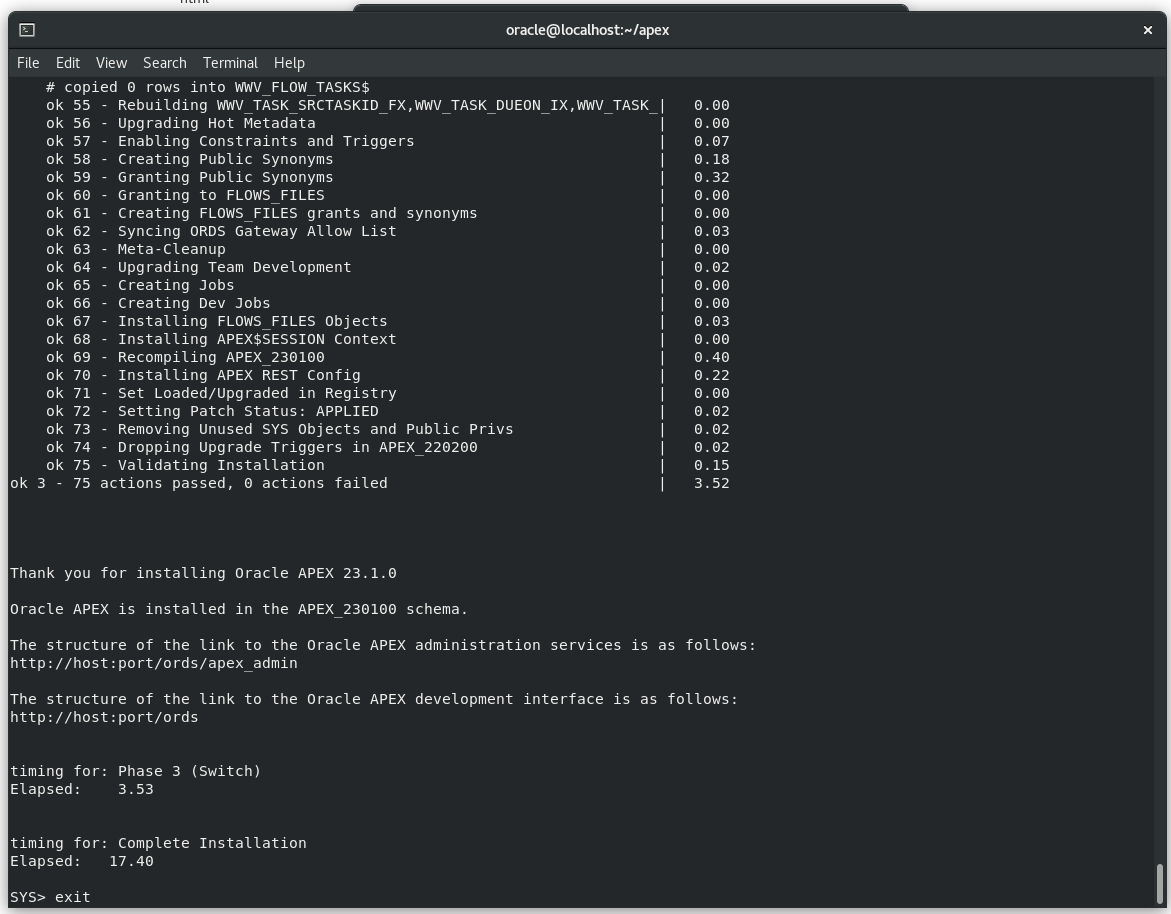 html
oracle@localhost:~/apex
File Edit View Search Terminal Help
# copied 0 rows into WWV_FLOW_TASKS$
ok 55 - Rebuilding WWV_TASK_SRCTASKID_FX,WWV_TASK_DUEON_IX,WWV_TASK_| 0.00
ok 56 - Upgrading Hot Metadata | 0.00
ok 57 - Enabling Constraints and Triggers | 0.07
ok 58 - Creating Public Synonyms | 0.18
ok 59 - Granting Public Synonyms | 0.32
ok 60 - Granting to FLOWS_FILES | 0.00
ok 61 - Creating FLOWS_FILES grants and synonyms | 0.00
ok 62 - Syncing ORDS Gateway Allow List | 0.03
ok 63 - Meta-Cleanup | 0.00
ok 64 - Upgrading Team Development | 0.02
ok 65 - Creating Jobs | 0.00
ok 66 - Creating Dev Jobs | 0.00
ok 67 - Installing FLOWS_FILES Objects | 0.03
ok 68 - Installing APEX$SESSION Context | 0.00
ok 69 - Recompiling APEX_230100 | 0.40
ok 70 - Installing APEX REST Config | 0.22
ok 71 - Set Loaded/Upgraded in Registry | 0.00
ok 72 - Setting Patch Status: APPLIED | 0.02
ok 73 - Removing Unused SYS Objects and Public Privs | 0.02
ok 74 - Dropping Upgrade Triggers in APEX_220200 | 0.02
ok 75 - Validating Installation | 0.15
ok 3 - 75 actions passed, 0 actions failed | 3.52
Thank you for installing Oracle APEX 23.1.0
Oracle APEX is installed in the APEX_230100 schema.
The structure of the link to the Oracle APEX administration services is as follows:
http://host:port/ords/apex_admin
The structure of the link to the Oracle APEX development interface is as follows:
http://host:port/ords
timing for: Phase 3 (Switch)
Elapsed: 3.53
timing for: Complete Installation
Elapsed: 17.40
SYS> exit